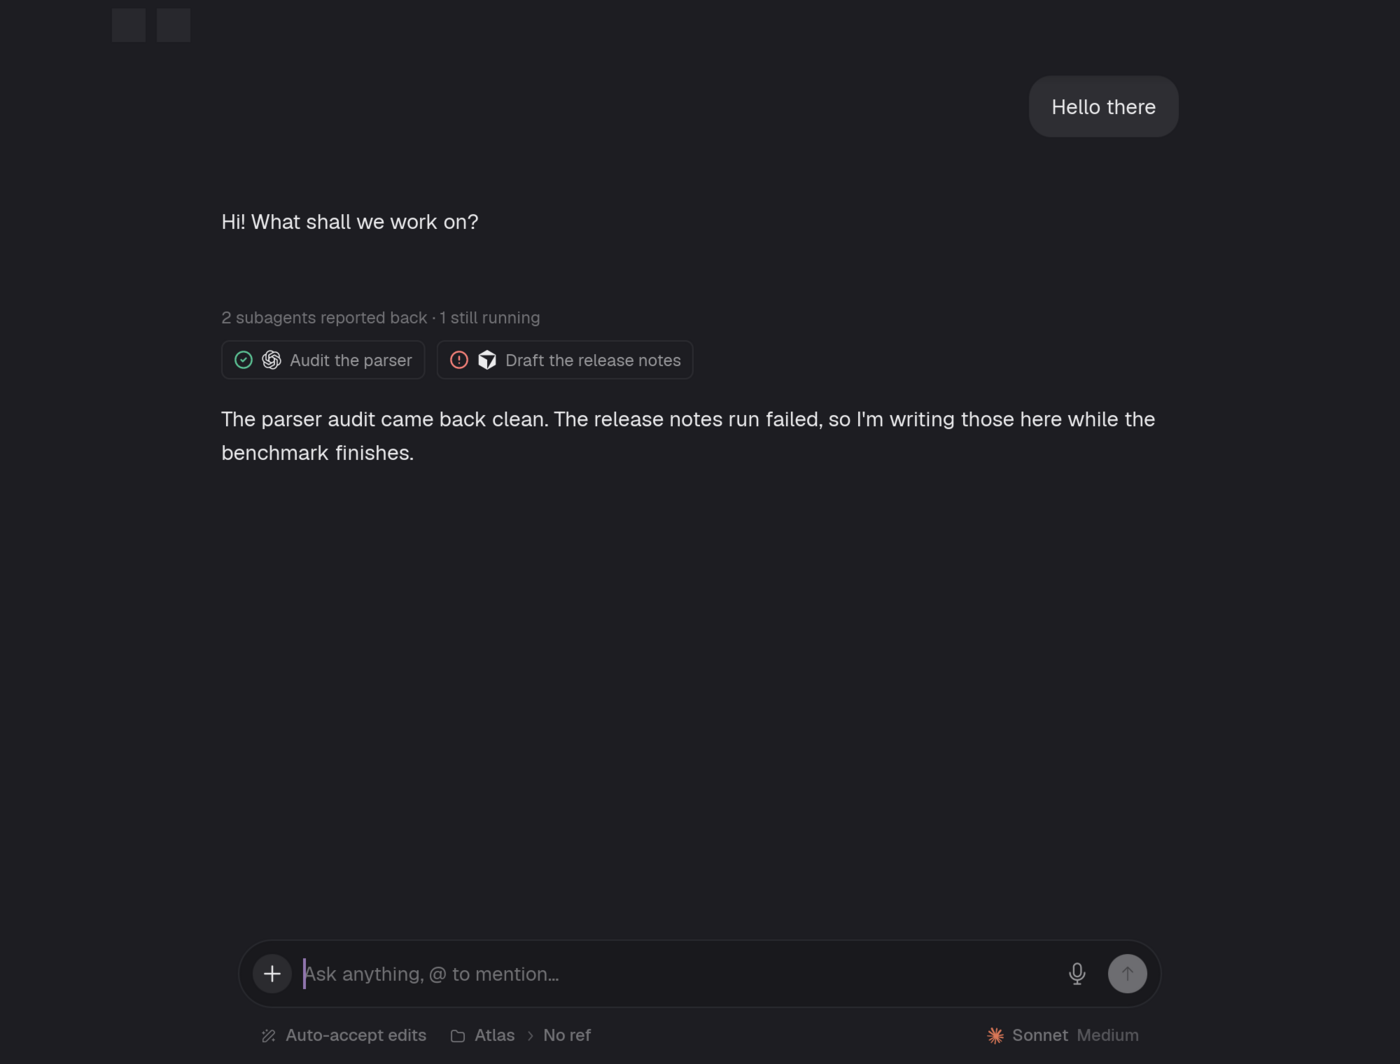 Hello there
Hi! What shall we work on?
2 subagents reported back · 1 still running
Audit the parser
Draft the release notes
The parser audit came back clean. The release notes run failed, so I'm writing those here while the
benchmark finishes.
Ask anything, @ to mention...
Auto-accept edits
Atlas
No ref
Sonnet Medium